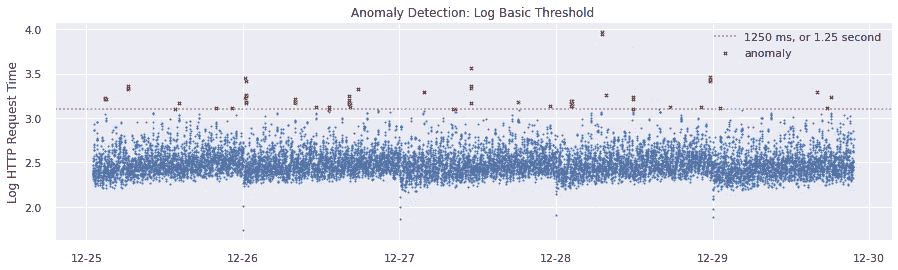 Anomaly Detection: Log Basic Threshold
Log HTTP Request Time
4.0
3.5
3.0
2.5
2.0
1250 ms, or 1.25 second
anomaly
12-25
12-26
12-27
12-28
12-29
12-30